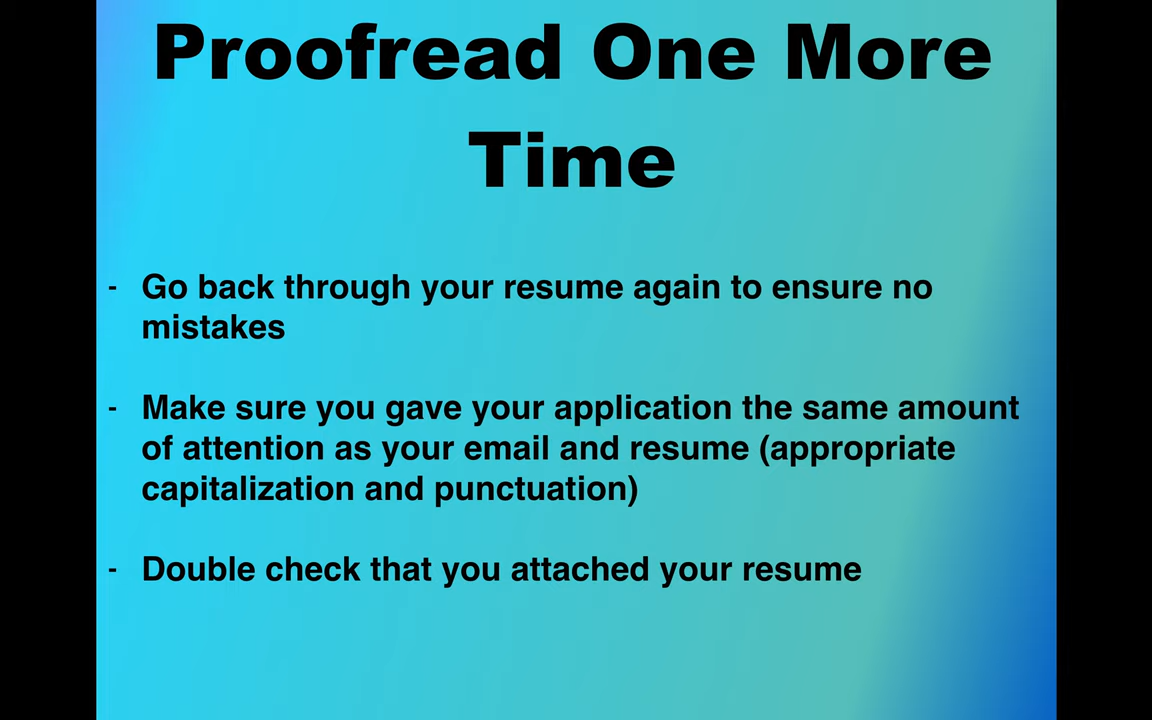 Proofread One More
Time
- Go back through your resume again to ensure no
mistakes
- Make sure you gave your application the same amount
of attention as your email and resume (appropriate
capitalization and punctuation)
- Double check that you attached your resume